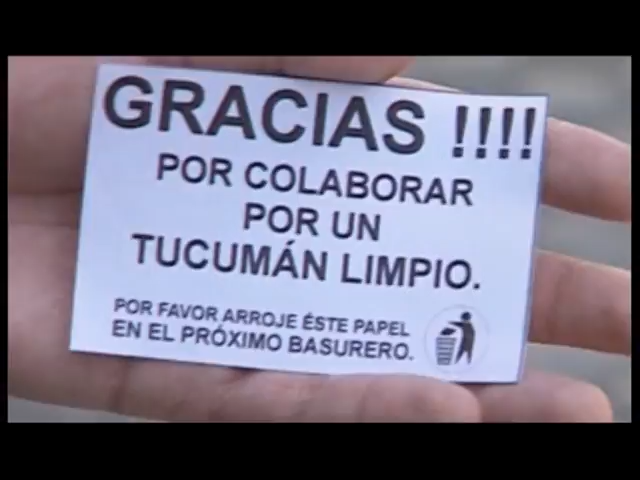 GRACIAS !!!!
POR COLABORAR
POR UN
TUCUMÁN LIMPIO.
POR FAVOR ARROJE ÉSTE PAPEL
EN EL PRÓXIMO BASURERO.